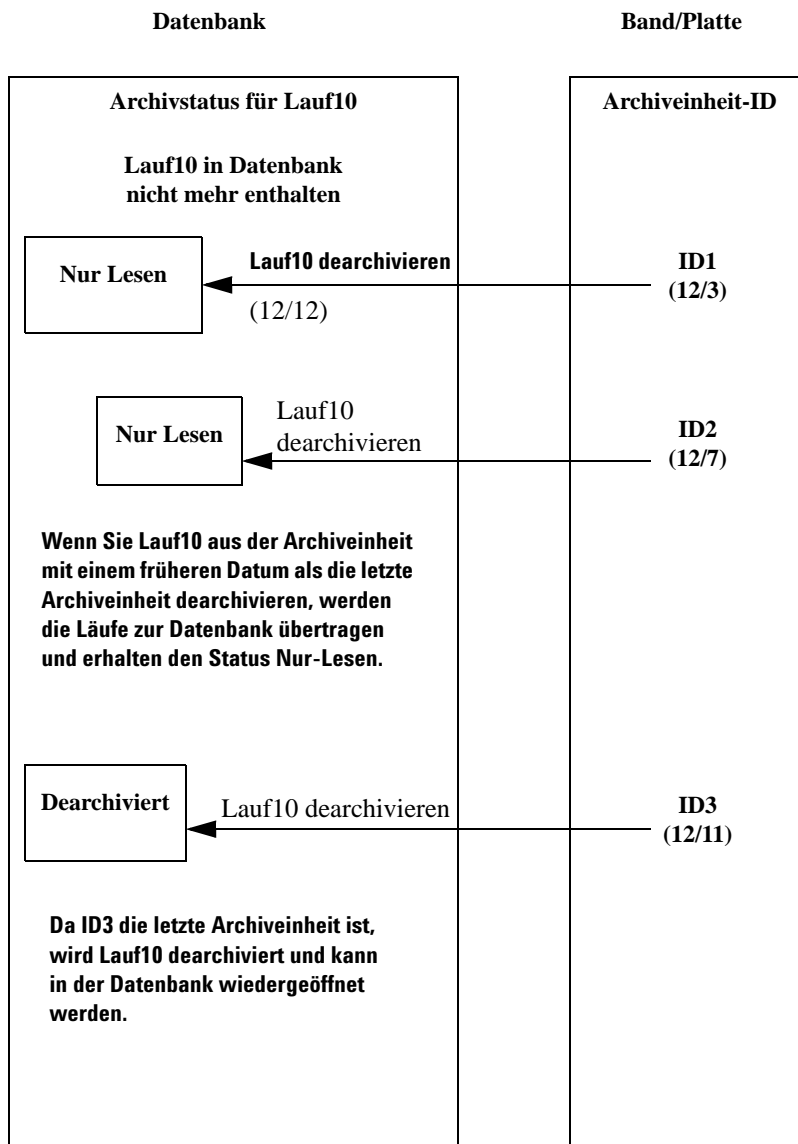 Datenbank
Band/Platte
Archivstatus für Lauf10
Archiveinheit-ID
Lauf10 in Datenbank
nicht mehr enthalten
Nur Lesen
Lauf10 dearchivieren
(12/12)
ID1
(12/3)
Nur Lesen
Lauf10
dearchivieren
ID2
(12/7)
Wenn Sie Lauf10 aus der Archiveinheit
mit einem früheren Datum als die letzte
Archiveinheit dearchivieren, werden
die Läufe zur Datenbank übertragen
und erhalten den Status Nur-Lesen.
Dearchiviert
Lauf10 dearchivieren
ID3
(12/11)
Da ID3 die letzte Archiveinheit ist,
wird Lauf10 dearchiviert und kann
in der Datenbank wiedergeöffnet
werden.